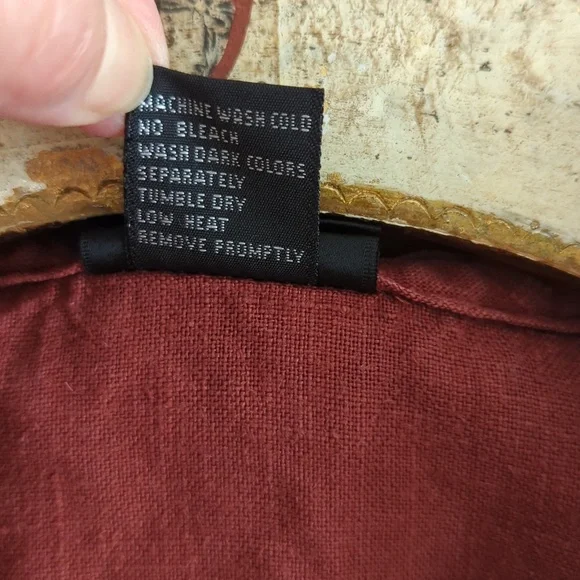 MACHINE WASH COLD
NO BLEACH
WASH DARK COLORS
SEPARATELY
TUMBLE DRY
LOW HEAT
REMOVE PROMPTLY